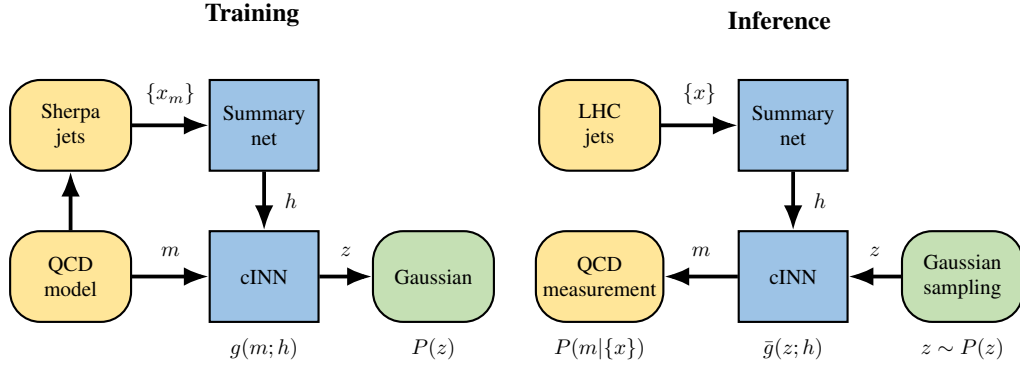 Training
Sherpa
jets
{x_m}
Summary
net
h
QCD
model
m
cINN
z
Gaussian
g(m; h)
P(z)
Inference
LHC
jets
{x}
Summary
net
h
QCD
measurement
m
cINN
z
Gaussian
sampling
P(m|{x})
ḡ(z; h)
z ∼ P(z)